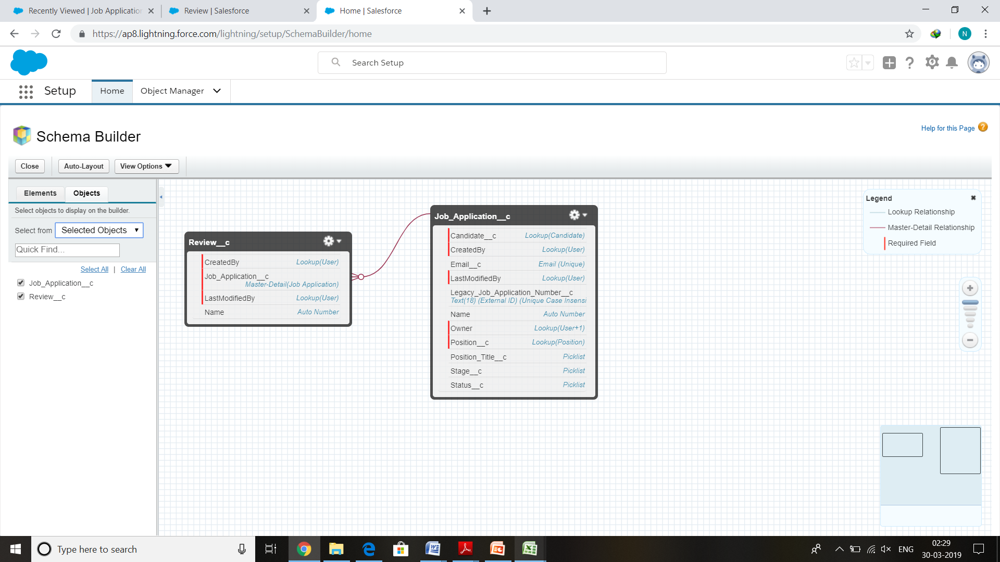 Recently Viewed | Job Application
Review | Salesforce
Home | Salesforce
https://ap8.lightning.force.com/lightning/setup/SchemaBuilder/home
N
Search Setup
Setup
Home
Object Manager
Schema Builder
Help for this Page ?
Close
Auto-Layout
View Options
Elements
Objects
Select objects to display on the builder.
Select from Selected Objects
Quick Find...
Select All | Clear All
Job_Application__c
Review__c
Review__c
CreatedBy Lookup(User)
Job_Application__c
Master-Detail(Job Application)
LastModifiedBy Lookup(User)
Name Auto Number
Job_Application__c
Candidate__c Lookup(Candidate)
CreatedBy Lookup(User)
Email__c Email (Unique)
LastModifiedBy Lookup(User)
Legacy_Job_Application_Number__c
Text(18) (External ID) (Unique Case Insensi
Name Auto Number
Owner Lookup(User+1)
Position__c Lookup(Position)
Position_Title__c Picklist
Stage__c Picklist
Status__c Picklist
Legend
Lookup Relationship
Master-Detail Relationship
Required Field
Type here to search
ENG
02:29
30-03-2019